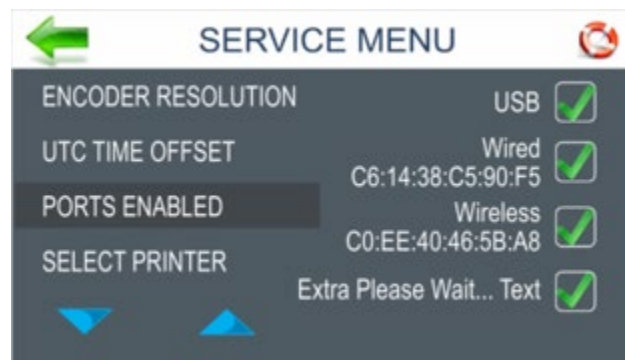 SERVICE MENU
ENCODER RESOLUTION
UTC TIME OFFSET
PORTS ENABLED
SELECT PRINTER
USB
Wired
C6:14:38:C5:90:F5
Wireless
C0:EE:40:46:5B:A8
Extra Please Wait... Text